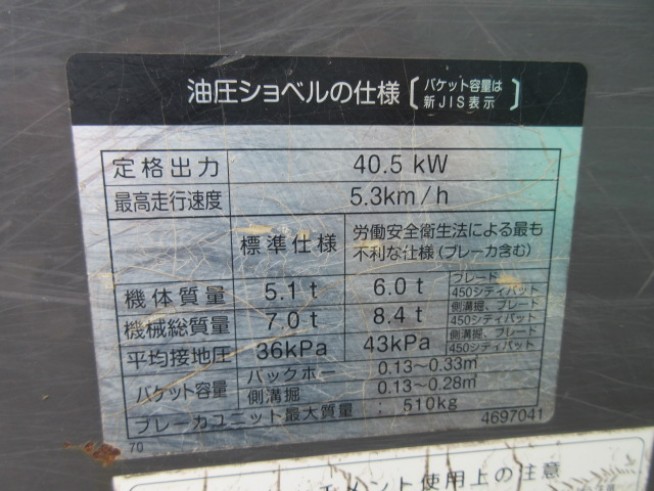 油圧ショベルの仕様〔バケット容量は
新JIS表示〕
定格出力 40.5 kW
最高走行速度 5.3km/h
標準仕様 労働安全衛生法による最も
不利な仕様(ブレーカ含む)
機体質量 5.1 t 6.0 t ブレード
450シティパット
機械総質量 7.0 t 8.4 t 側溝掘、ブレード
450シティパット
平均接地圧 36kPa 43kPa 側溝掘、ブレード
450シティパット
バケット容量 バックホー 0.13~0.33㎥
側溝掘 0.13~0.28㎥
ブレーカユニット最大質量 : 510kg
70 4697041
チメント使用上の注意